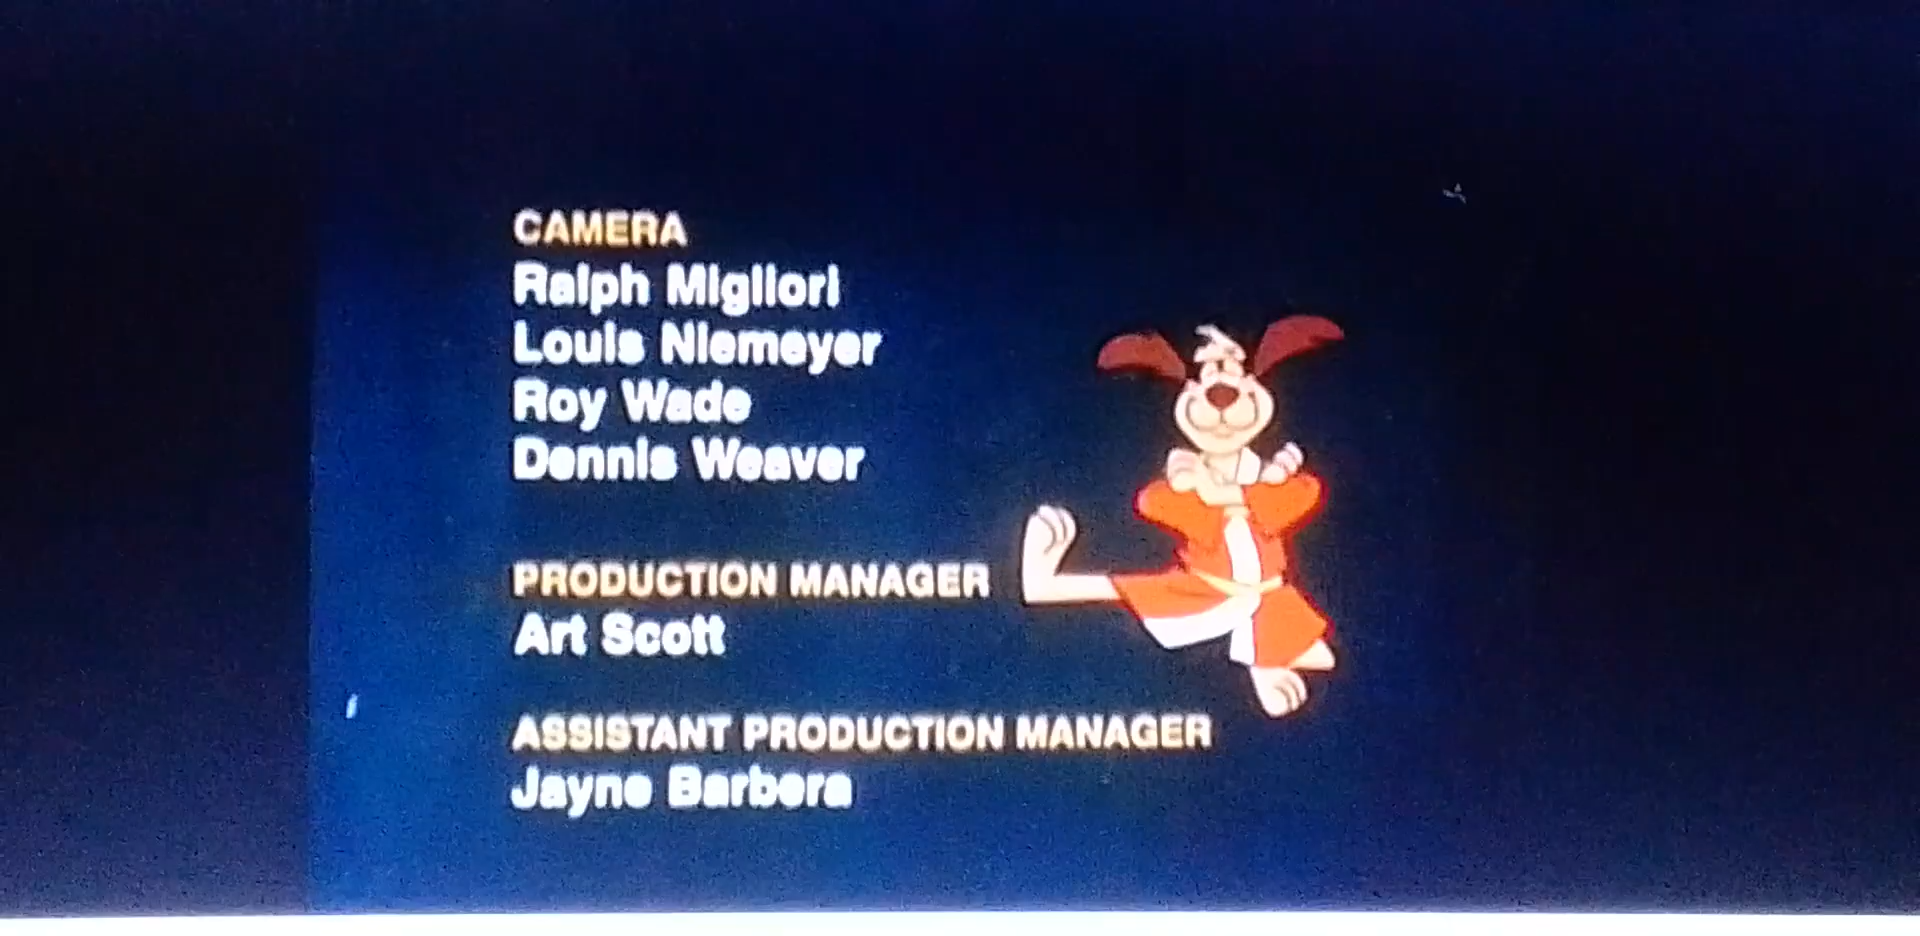 CAMERA
Ralph Migliori
Louis Niemeyer
Roy Wade
Dennis Weaver
PRODUCTION MANAGER
Art Scott
ASSISTANT PRODUCTION MANAGER
Jayne Barbera